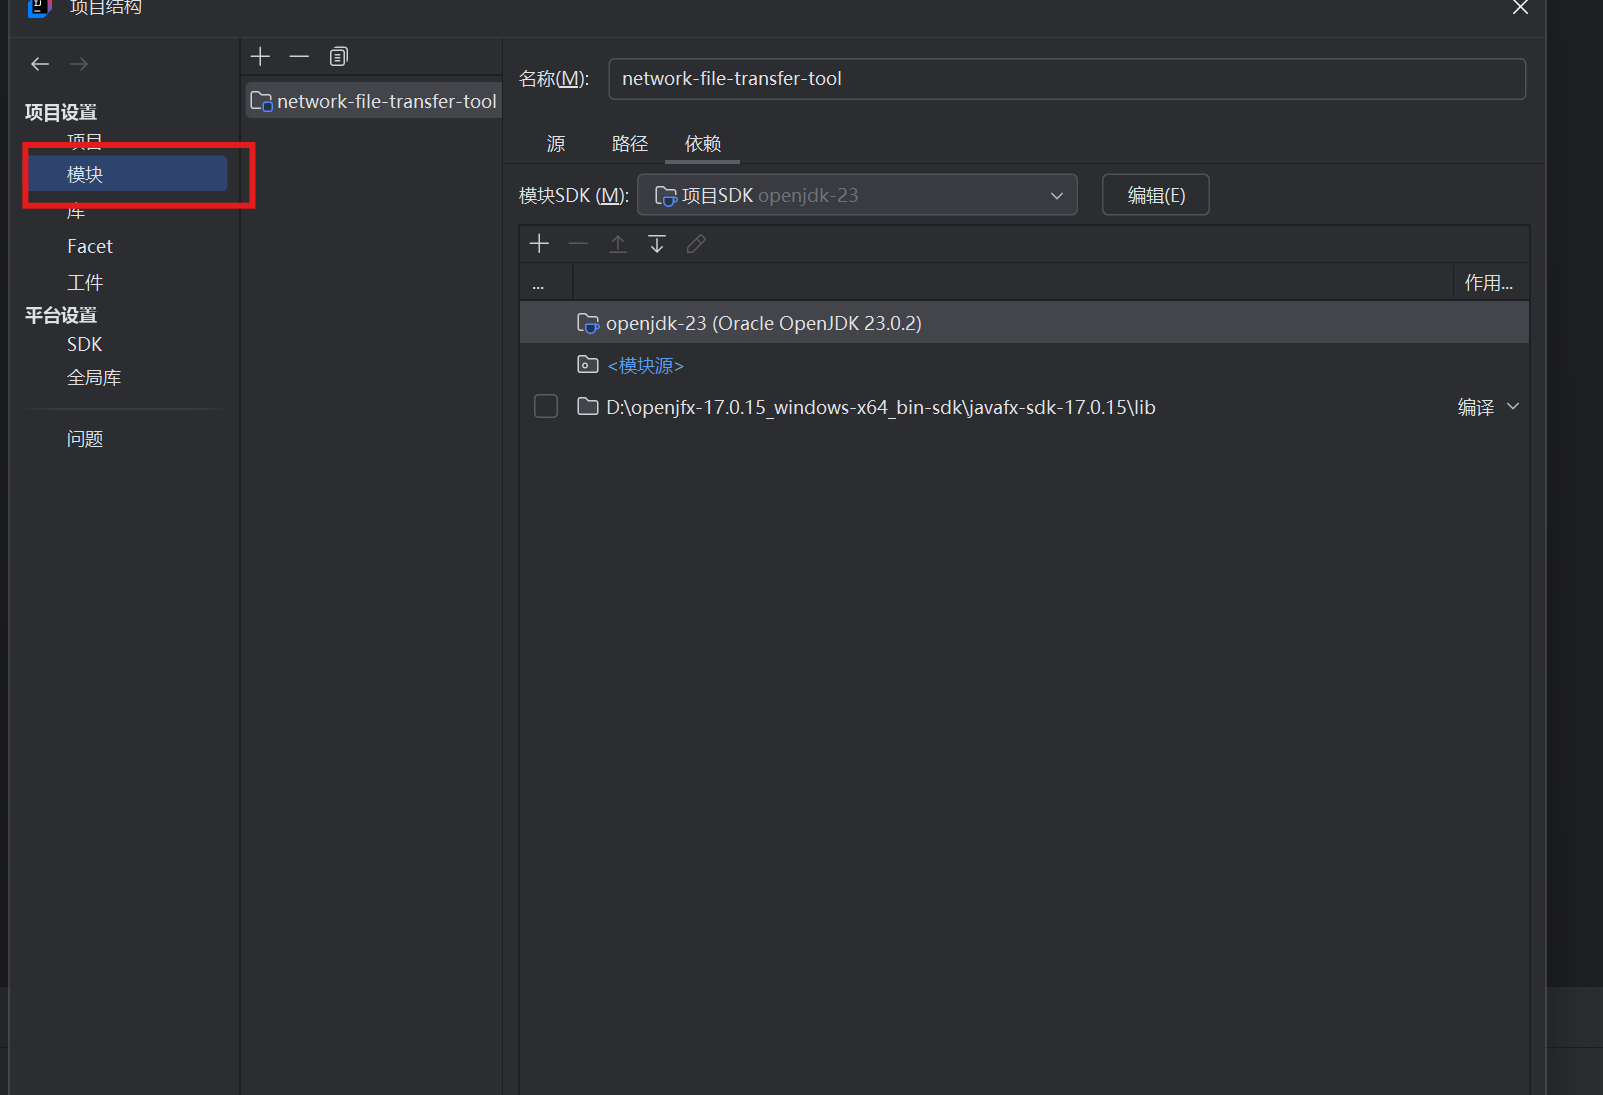 项目结构
项目设置
项目
模块
库
Facet
工件
平台设置
SDK
全局库
问题
network-file-transfer-tool
名称(M):
network-file-transfer-tool
源 路径 依赖
模块SDK (M): 项目SDK openjdk-23 编辑(E)
... 作用...
openjdk-23 (Oracle OpenJDK 23.0.2)
<模块源>
D:\openjfx-17.0.15_windows-x64_bin-sdk\javafx-sdk-17.0.15\lib 编译